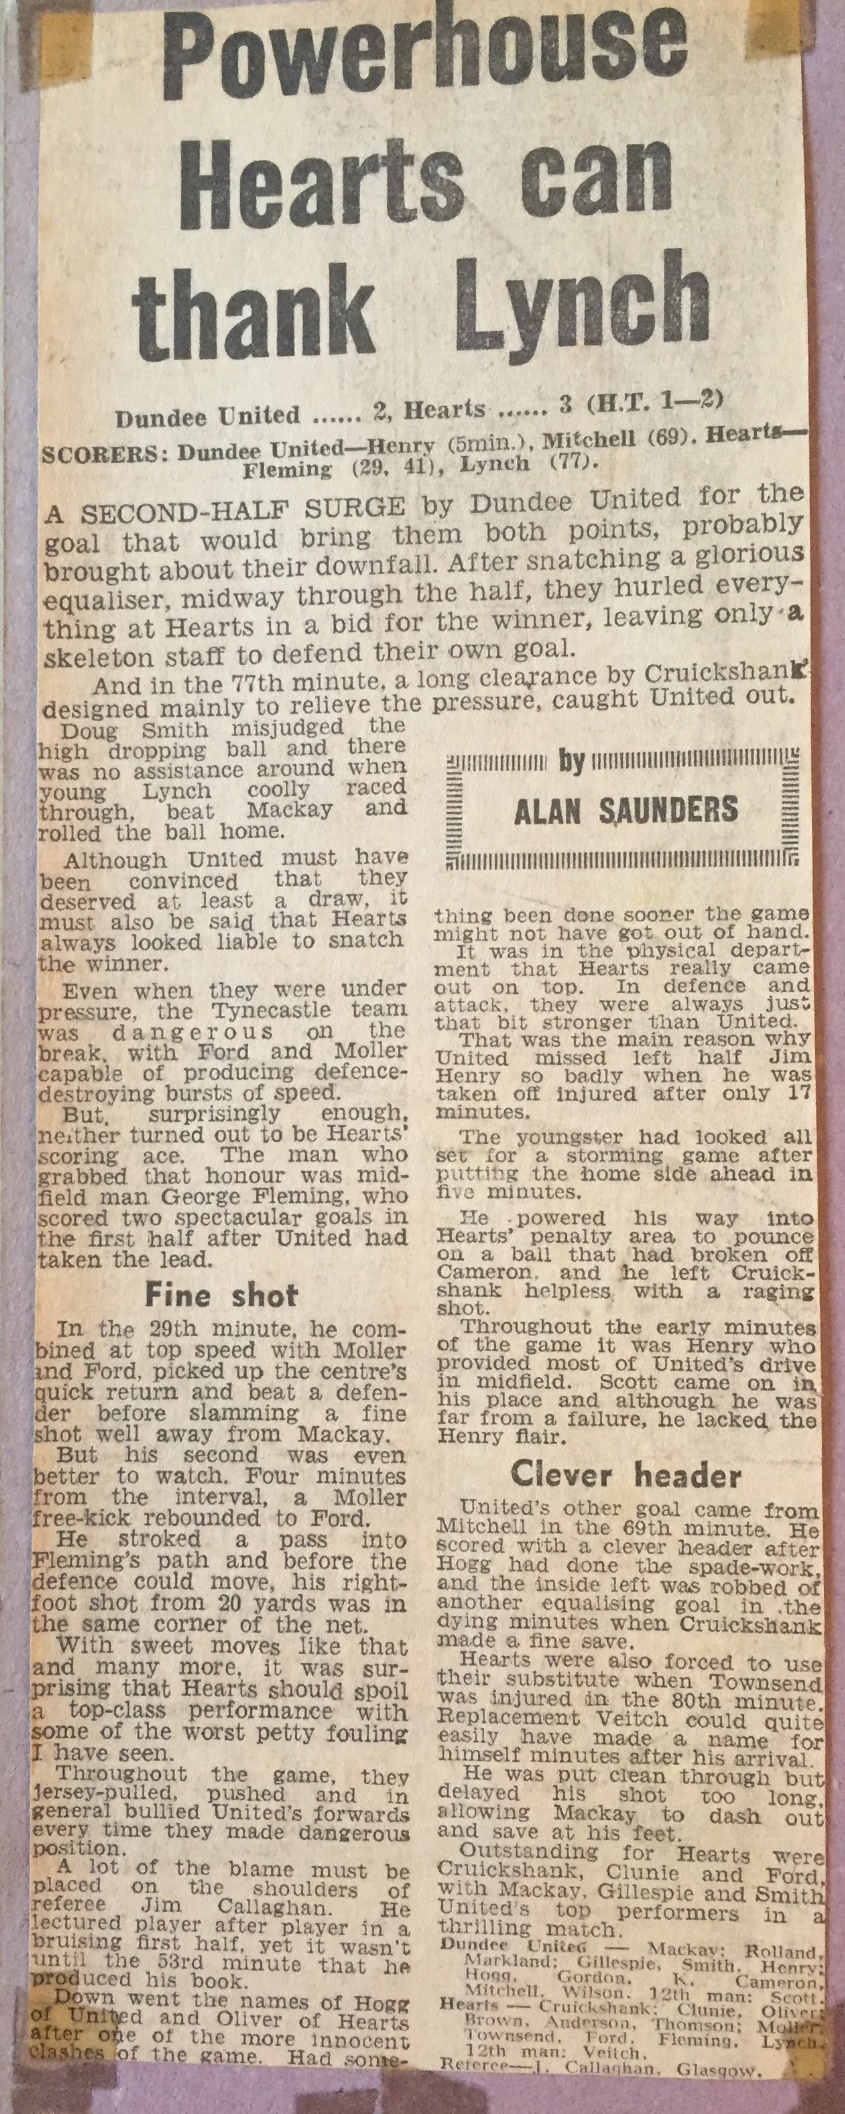 Powerhouse
Hearts can
thank Lynch
Dundee United ...... 2, Hearts ...... 3 (H.T. 1—2)
SCORERS: Dundee United—Henry (5min.), Mitchell (69). Hearts—
Fleming (29, 41), Lynch (77).
A SECOND-HALF SURGE by Dundee United for the
goal that would bring them both points, probably
brought about their downfall. After snatching a glorious
equaliser, midway through the half, they hurled every-
thing at Hearts in a bid for the winner, leaving only a
skeleton staff to defend their own goal.
And in the 77th minute, a long clearance by Cruickshank
designed mainly to relieve the pressure, caught United out.
Doug Smith misjudged the
high dropping ball and there
was no assistance around when
young Lynch coolly raced
through, beat Mackay and
rolled the ball home.
Although United must have
been convinced that they
deserved at least a draw, it
must also be said that Hearts
always looked liable to snatch
the winner.
Even when they were under
pressure, the Tynecastle team
was dangerous on the
break, with Ford and Moller
capable of producing defence-
destroying bursts of speed.
But, surprisingly enough,
neither turned out to be Hearts'
scoring ace. The man who
grabbed that honour was mid-
field man George Fleming, who
scored two spectacular goals in
the first half after United had
taken the lead.
Fine shot
In the 29th minute, he com-
bined at top speed with Moller
and Ford, picked up the centre's
quick return and beat a defen-
der before slamming a fine
shot well away from Mackay.
But his second was even
better to watch. Four minutes
from the interval, a Moller
free-kick rebounded to Ford.
He stroked a pass into
Fleming's path and before the
defence could move, his right-
foot shot from 20 yards was in
the same corner of the net.
With sweet moves like that
and many more, it was sur-
prising that Hearts should spoil
a top-class performance with
some of the worst petty fouling
I have seen.
Throughout the game, they
jersey-pulled, pushed and in
general bullied United's forwards
every time they made dangerous
position.
A lot of the blame must be
placed on the shoulders of
referee Jim Callaghan. He
lectured player after player in a
bruising first half, yet it wasn't
until the 53rd minute that he
produced his book.
Down went the names of Hogg
of United and Oliver of Hearts
after one of the more innocent
clashes of the game. Had some-
by
ALAN SAUNDERS
thing been done sooner the game
might not have got out of hand.
It was in the physical depart-
ment that Hearts really came
out on top. In defence and
attack, they were always just
that bit stronger than United.
That was the main reason why
United missed left half Jim
Henry so badly when he was
taken off injured after only 17
minutes.
The youngster had looked all
set for a storming game after
putting the home side ahead in
five minutes.
He powered his way into
Hearts' penalty area to pounce
on a ball that had broken off
Cameron, and he left Cruick-
shank helpless with a raging
shot.
Throughout the early minutes
of the game it was Henry who
provided most of United's drive
in midfield. Scott came on in
his place and although he was
far from a failure, he lacked the
Henry flair.
Clever header
United's other goal came from
Mitchell in the 69th minute. He
scored with a clever header after
Hogg had done the spade-work,
and the inside left was robbed of
another equalising goal in the
dying minutes when Cruickshank
made a fine save.
Hearts were also forced to use
their substitute when Townsend
was injured in the 80th minute.
Replacement Veitch could quite
easily have made a name for
himself minutes after his arrival.
He was put clean through but
delayed his shot too long,
allowing Mackay to dash out
and save at his feet.
Outstanding for Hearts were
Cruickshank, Clunie and Ford,
with Mackay, Gillespie and Smith
United's top performers in a
thrilling match.
Dundee United — Mackay; Rolland,
Markland; Gillespie, Smith, Henry;
Hogg, Gordon, K. Cameron,
Mitchell, Wilson. 12th man: Scott.
Hearts — Cruickshank; Clunie, Oliver;
Brown, Anderson, Thomson; Moller,
Townsend, Ford, Fleming, Lynch.
12th man: Veitch.
Referee—J. Callaghan, Glasgow.